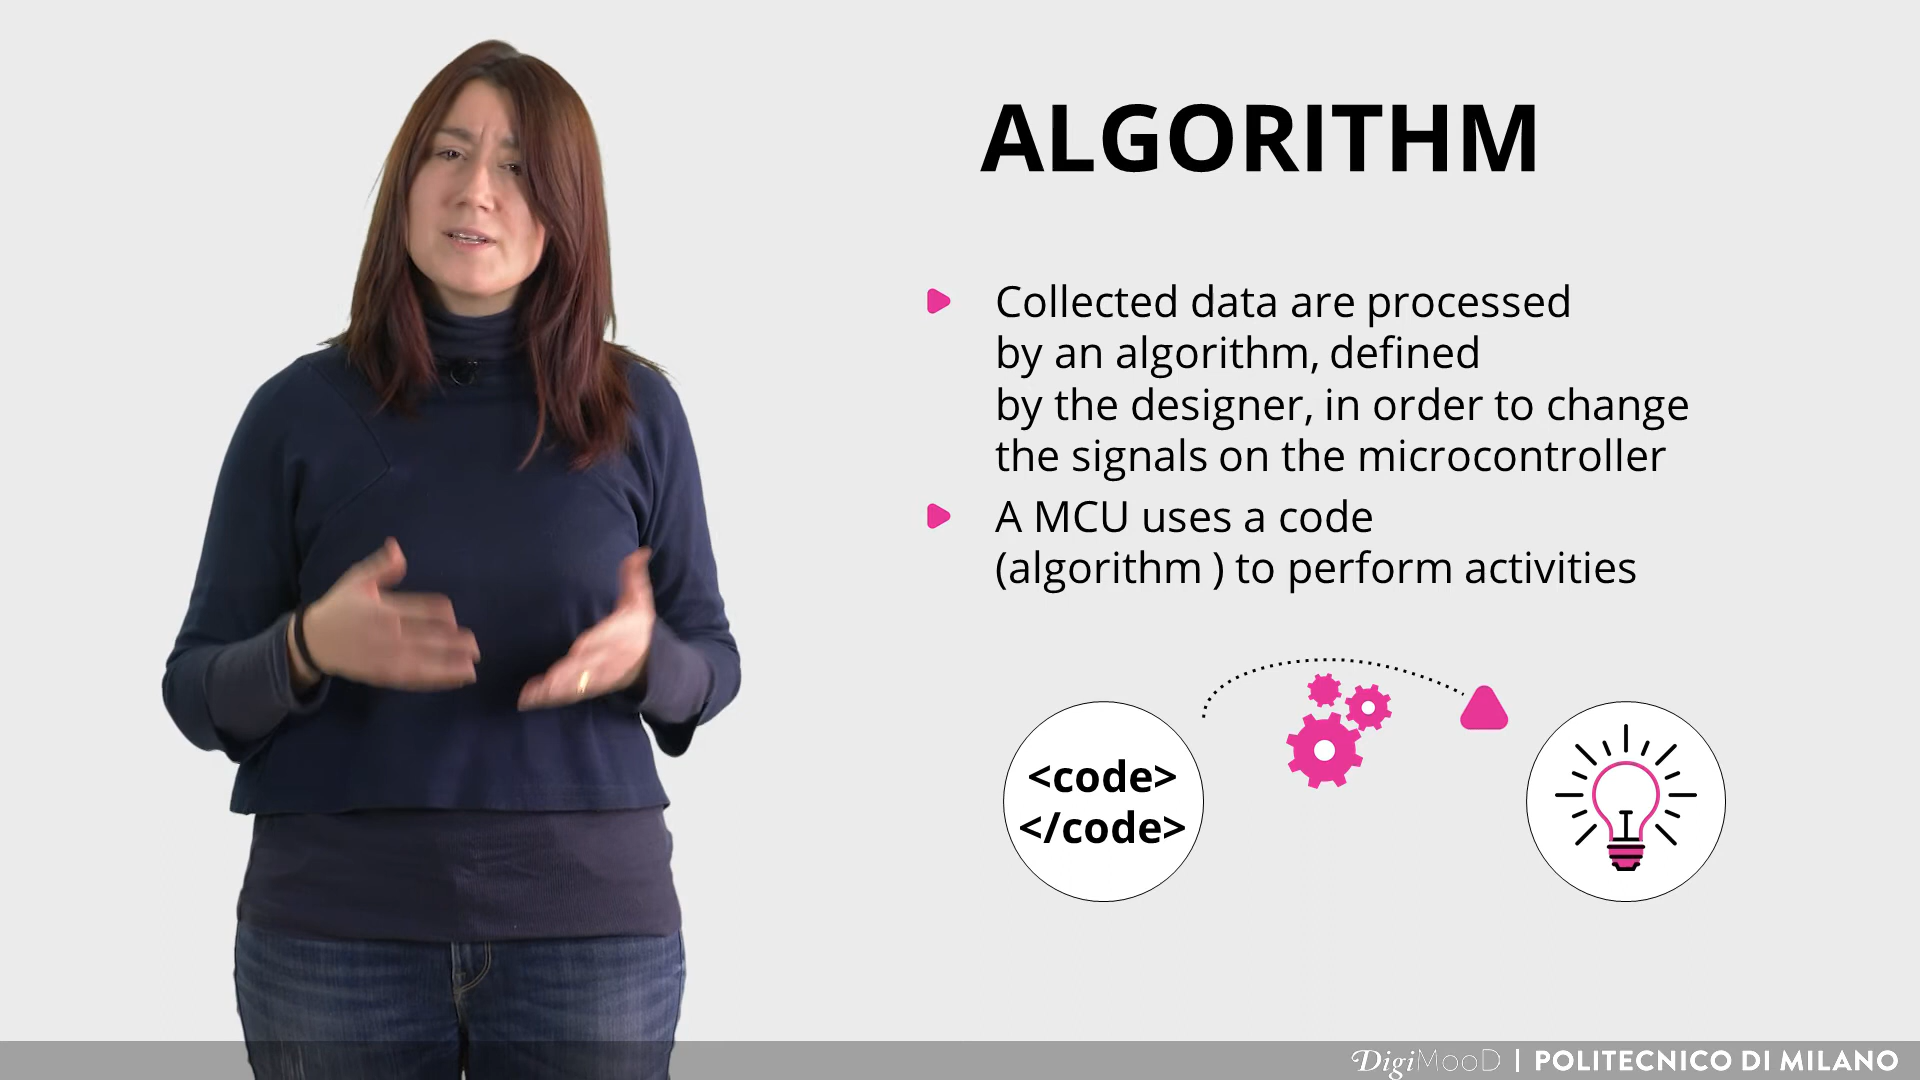 ALGORITHM
Collected data are processed
by an algorithm, defined
by the designer, in order to change
the signals on the microcontroller
A MCU uses a code
(algorithm ) to perform activities
<code>
</code>
DigiMooD | POLITECNICO DI MILANO